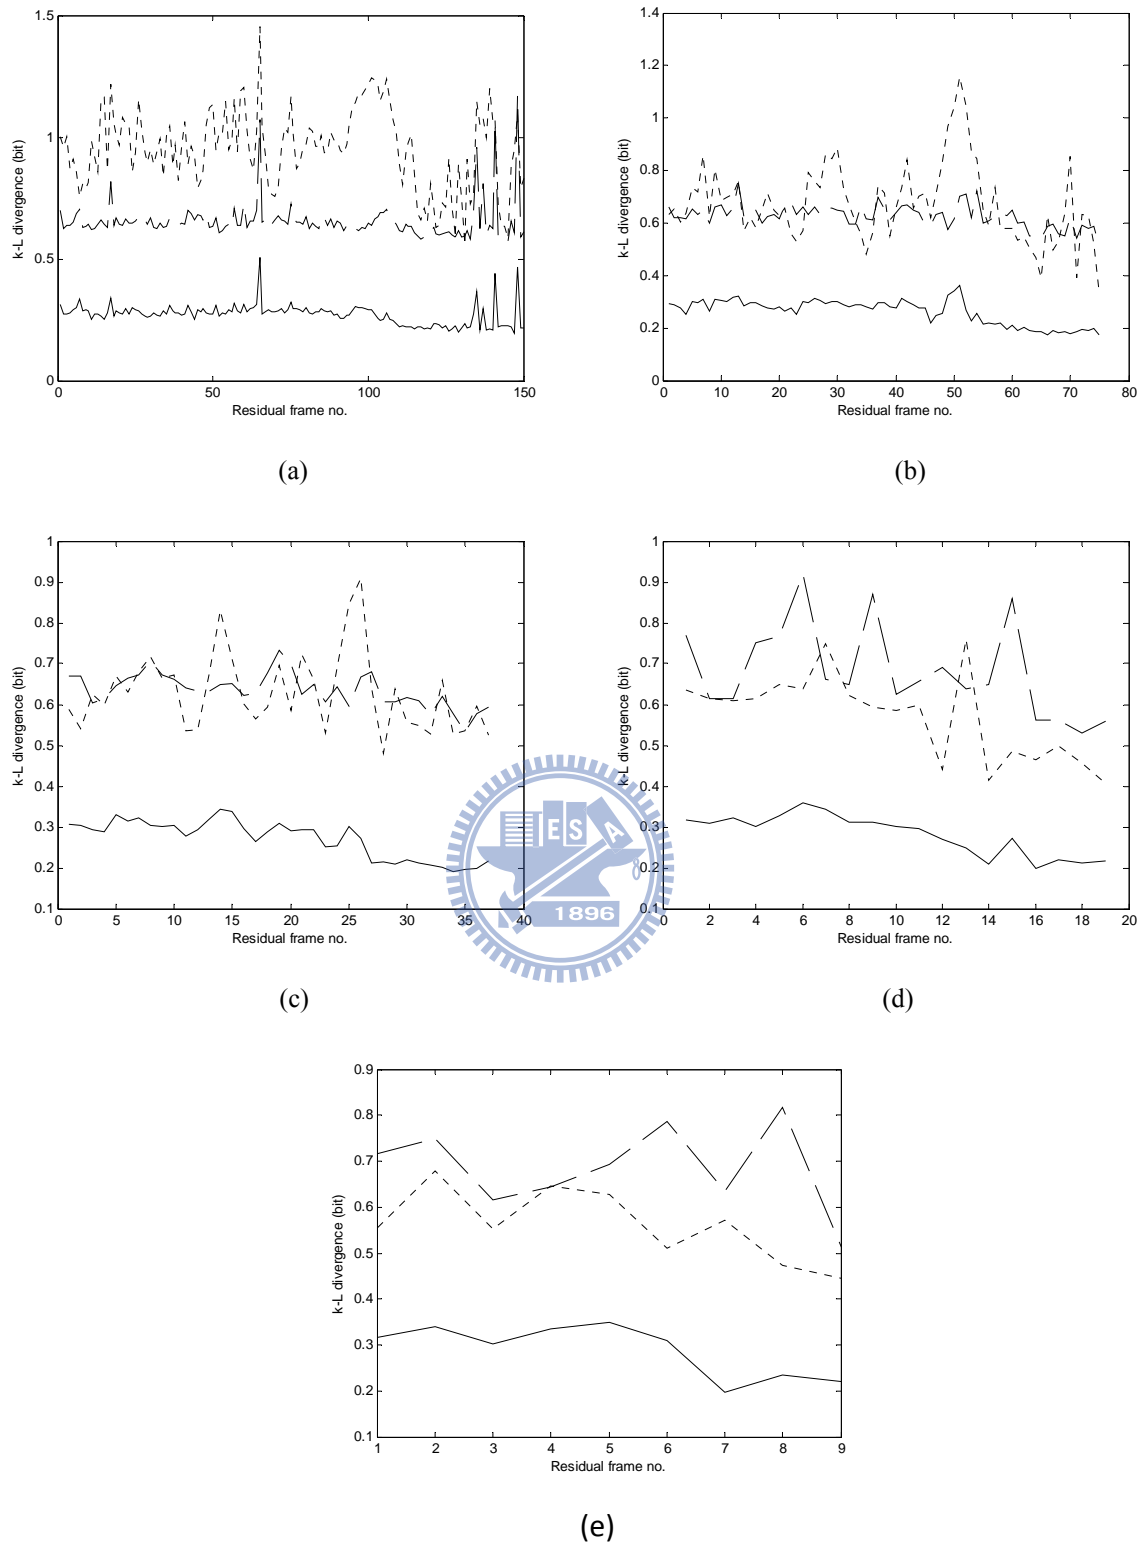 1.5
1
0.5
0
k-L divergence (bit)
0 50 100 150
Residual frame no.
(a)
1.4
1.2
1
0.8
0.6
0.4
0.2
0
k-L divergence (bit)
0 10 20 30 40 50 60 70 80
Residual frame no.
(b)
1
0.9
0.8
0.7
0.6
0.5
0.4
0.3
0.2
0.1
k-L divergence (bit)
0 5 10 15 20 25 30 35 40
Residual frame no.
(c)
1
0.9
0.8
0.7
0.6
0.5
0.4
0.3
0.2
0.1
k-L divergence (bit)
0 2 4 6 8 10 12 14 16 18 20
Residual frame no.
(d)
E S A
1896
0.9
0.8
0.7
0.6
0.5
0.4
0.3
0.2
0.1
k-L divergence (bit)
1 2 3 4 5 6 7 8 9
Residual frame no.
(e)